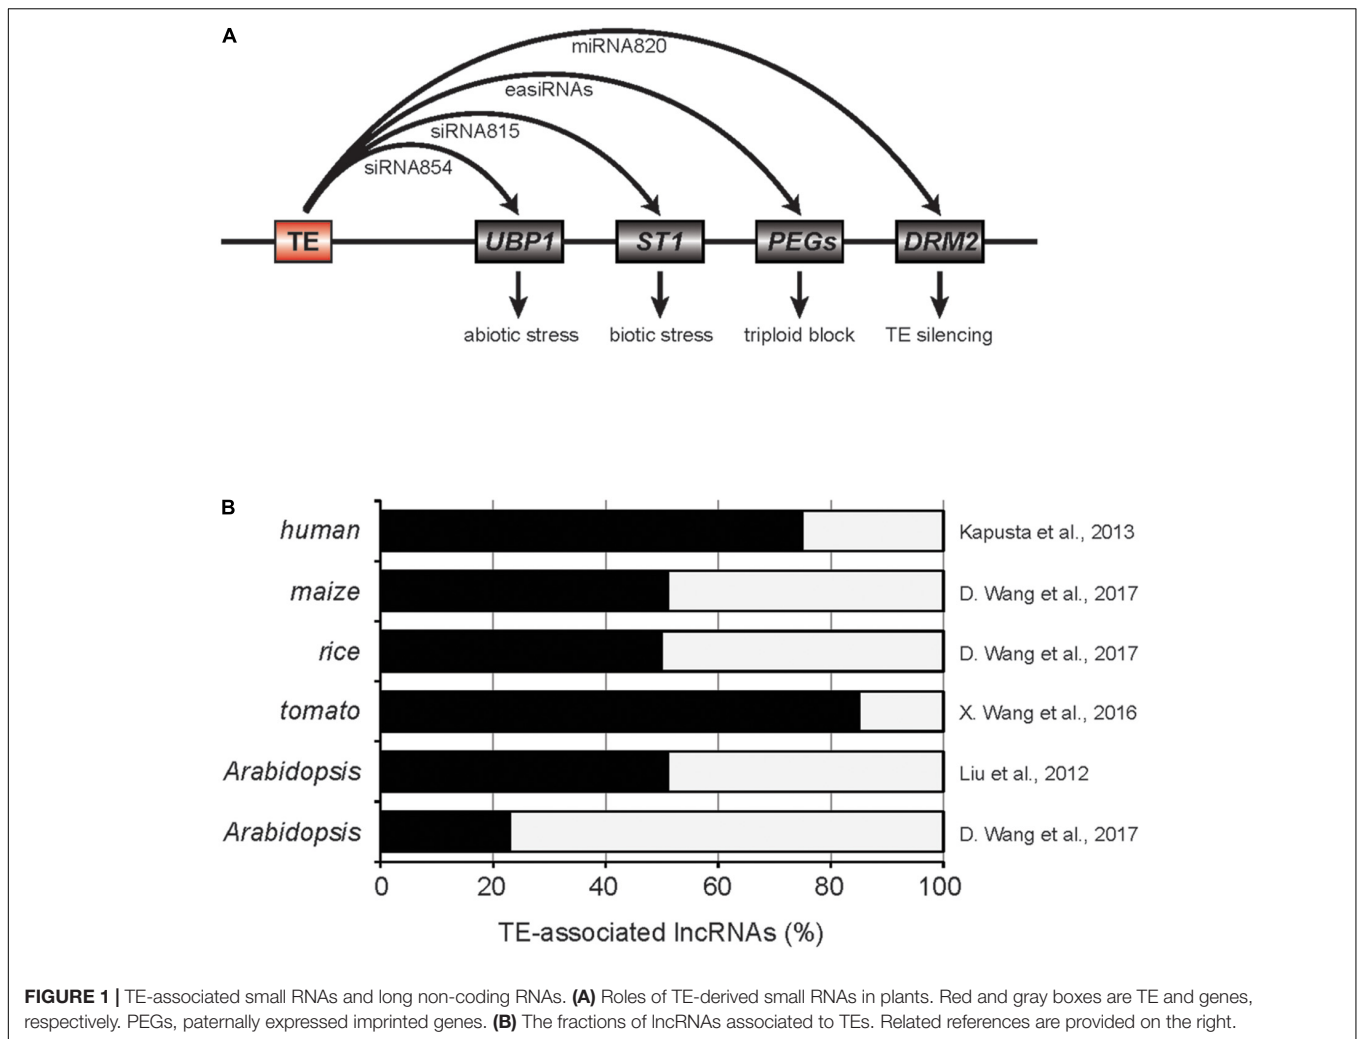 A
miRNA820
easiRNAs
siRNA815
siRNA854
TE UBP1 ST1 PEGs DRM2
abiotic stress biotic stress triploid block TE silencing
B
human Kapusta et al., 2013
maize D. Wang et al., 2017
rice D. Wang et al., 2017
tomato X. Wang et al., 2016
Arabidopsis Liu et al., 2012
Arabidopsis D. Wang et al., 2017
0 20 40 60 80 100
TE-associated lncRNAs (%)
FIGURE 1 | TE-associated small RNAs and long non-coding RNAs. (A) Roles of TE-derived small RNAs in plants. Red and gray boxes are TE and genes,
respectively. PEGs, paternally expressed imprinted genes. (B) The fractions of lncRNAs associated to TEs. Related references are provided on the right.